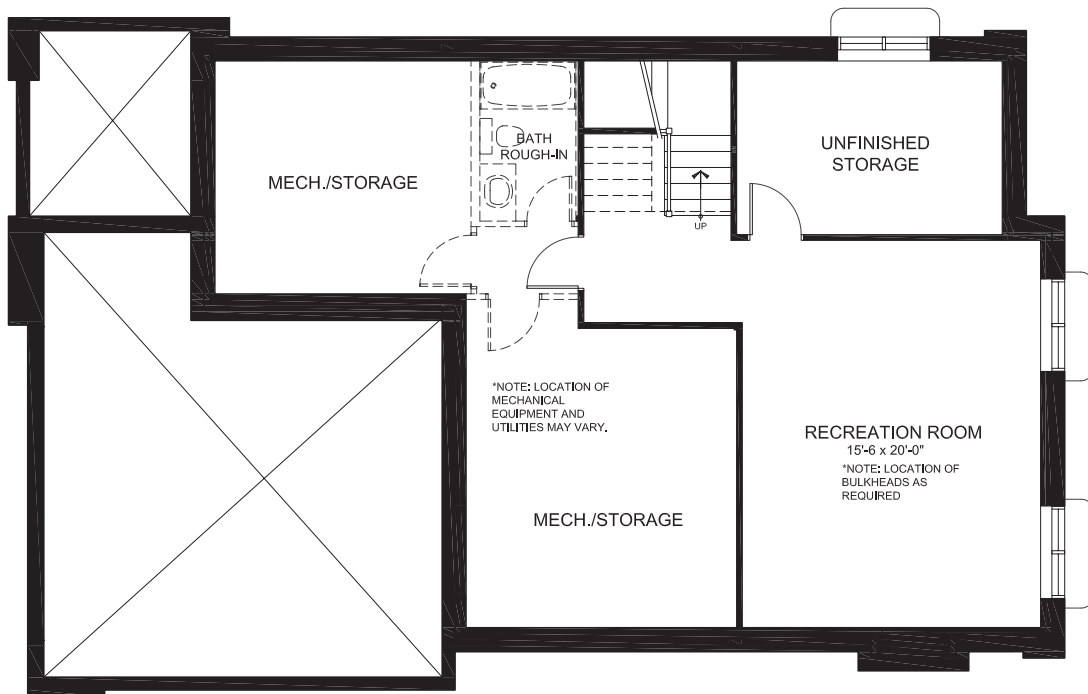 BATH
ROUGH-IN
MECH./STORAGE
UNFINISHED
STORAGE
UP
*NOTE: LOCATION OF
MECHANICAL
EQUIPMENT AND
UTILITIES MAY VARY.
MECH./STORAGE
RECREATION ROOM
15'-6 x 20'-0"
*NOTE: LOCATION OF
BULKHEADS AS
REQUIRED